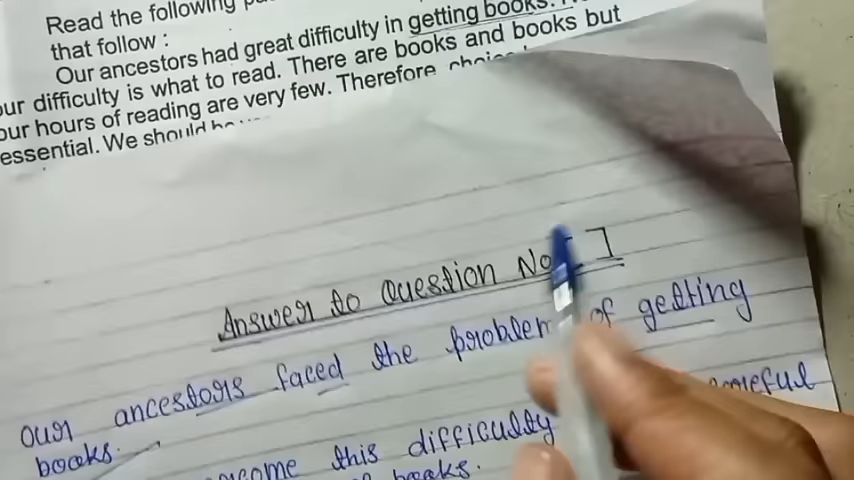 Read the following
that follow :
Our ancestors had great difficulty in getting books.
our difficulty is what to read. There are books and books but
our hours of reading are very few. Therefore
essential. We should
Answer to Question No
our ancestors faced the problem of getting
books.
this difficulty
books.